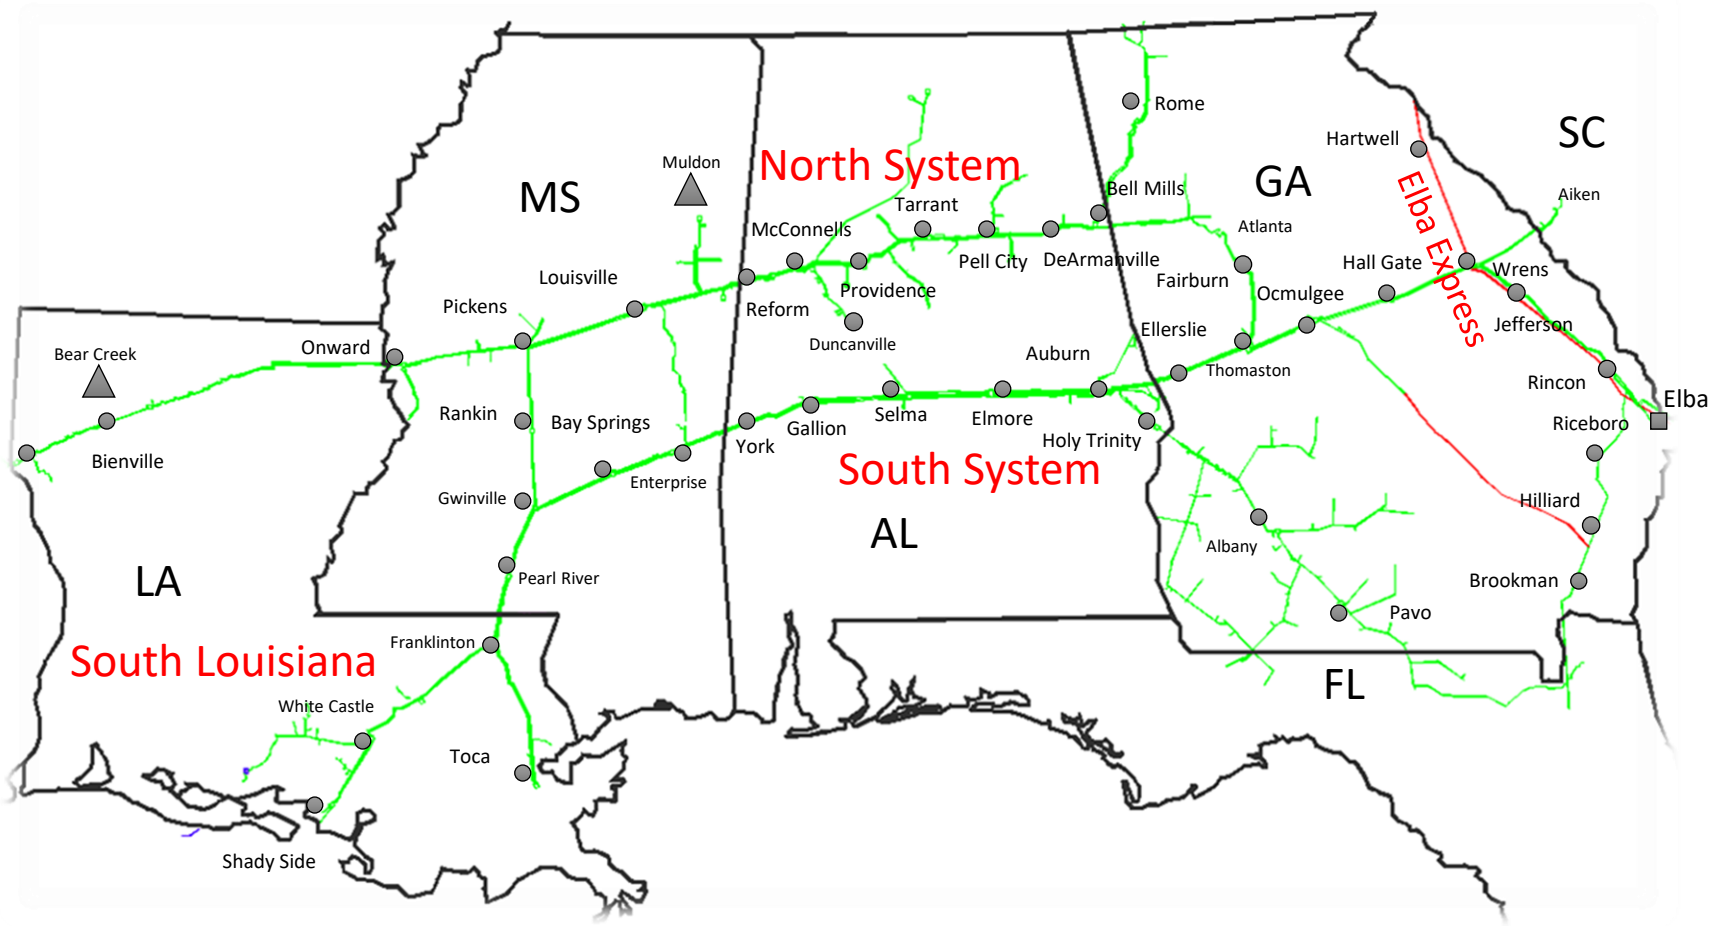 SC
Rome
Hartwell
North System
Muldon
MS
GA
Bell Mills
Aiken
Tarrant
Elba Express
McConnells
Atlanta
Pell City
DeArmanville
Hall Gate
Wrens
Louisville
Fairburn
Providence
Ocmulgee
Pickens
Reform
Jefferson
Ellerslie
Duncanville
Onward
Bear Creek
Auburn
Thomaston
Rincon
Elba
Rankin
Bay Springs
Selma
Elmore
Riceboro
Gallion
Holy Trinity
York
Bienville
South System
Enterprise
Gwinville
Hilliard
AL
Albany
Pearl River
LA
Brookman
Pavo
Franklinton
South Louisiana
FL
White Castle
Toca
Shady Side